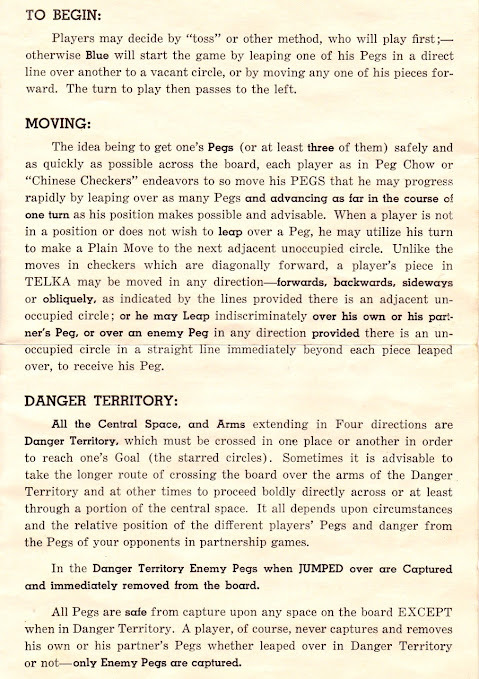 TO BEGIN:
Players may decide by “toss” or other method, who will play first;—
otherwise Blue will start the game by leaping one of his Pegs in a direct
line over another to a vacant circle, or by moving any one of his pieces for-
ward. The turn to play then passes to the left.
MOVING:
The idea being to get one's Pegs (or at least three of them) safely and
as quickly as possible across the board, each player as in Peg Chow or
“Chinese Checkers” endeavors to so move his PEGS that he may progress
rapidly by leaping over as many Pegs and advancing as far in the course of
one turn as his position makes possible and advisable. When a player is not
in a position or does not wish to leap over a Peg, he may utilize his turn
to make a Plain Move to the next adjacent unoccupied circle. Unlike the
moves in checkers which are diagonally forward, a player's piece in
TELKA may be moved in any direction—forwards, backwards, sideways
or obliquely, as indicated by the lines provided there is an adjacent un-
occupied circle; or he may Leap indiscriminately over his own or his part-
ner's Peg, or over an enemy Peg in any direction provided there is an un-
occupied circle in a straight line immediately beyond each piece leaped
over, to receive his Peg.
DANGER TERRITORY:
All the Central Space, and Arms extending in Four directions are
Danger Territory, which must be crossed in one place or another in order
to reach one's Goal (the starred circles). Sometimes it is advisable to
take the longer route of crossing the board over the arms of the Danger
Territory and at other times to proceed boldly directly across or at least
through a portion of the central space. It all depends upon circumstances
and the relative position of the different players' Pegs and danger from
the Pegs of your opponents in partnership games.
In the Danger Territory Enemy Pegs when JUMPED over are Captured
and immediately removed from the board.
All Pegs are safe from capture upon any space on the board EXCEPT
when in Danger Territory. A player, of course, never captures and removes
his own or his partner's Pegs whether leaped over in Danger Territory
or not—only Enemy Pegs are captured.